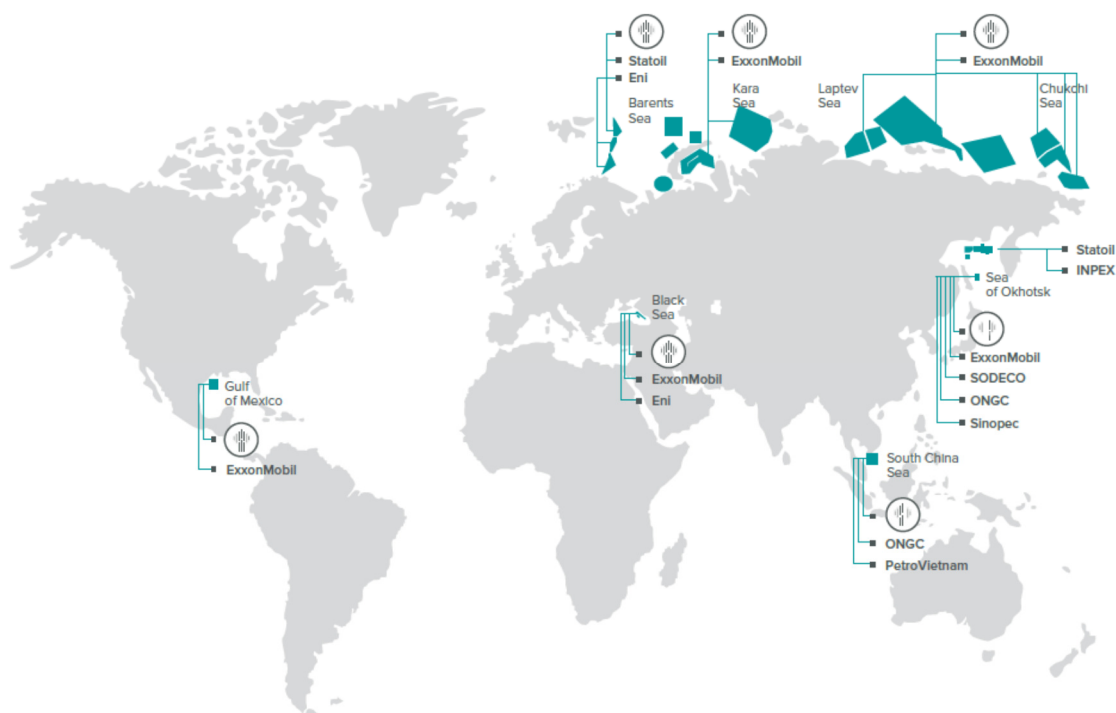 Statoil
Eni
Barents
Sea
ExxonMobil
Kara
Sea
ExxonMobil
Laptev
Sea
Chukchi
Sea
Statoil
INPEX
Sea
of Okhotsk
ExxonMobil
SODECO
ONGC
Sinopec
Black
Sea
ExxonMobil
Eni
Gulf
of Mexico
ExxonMobil
South China
Sea
ONGC
PetroVietnam